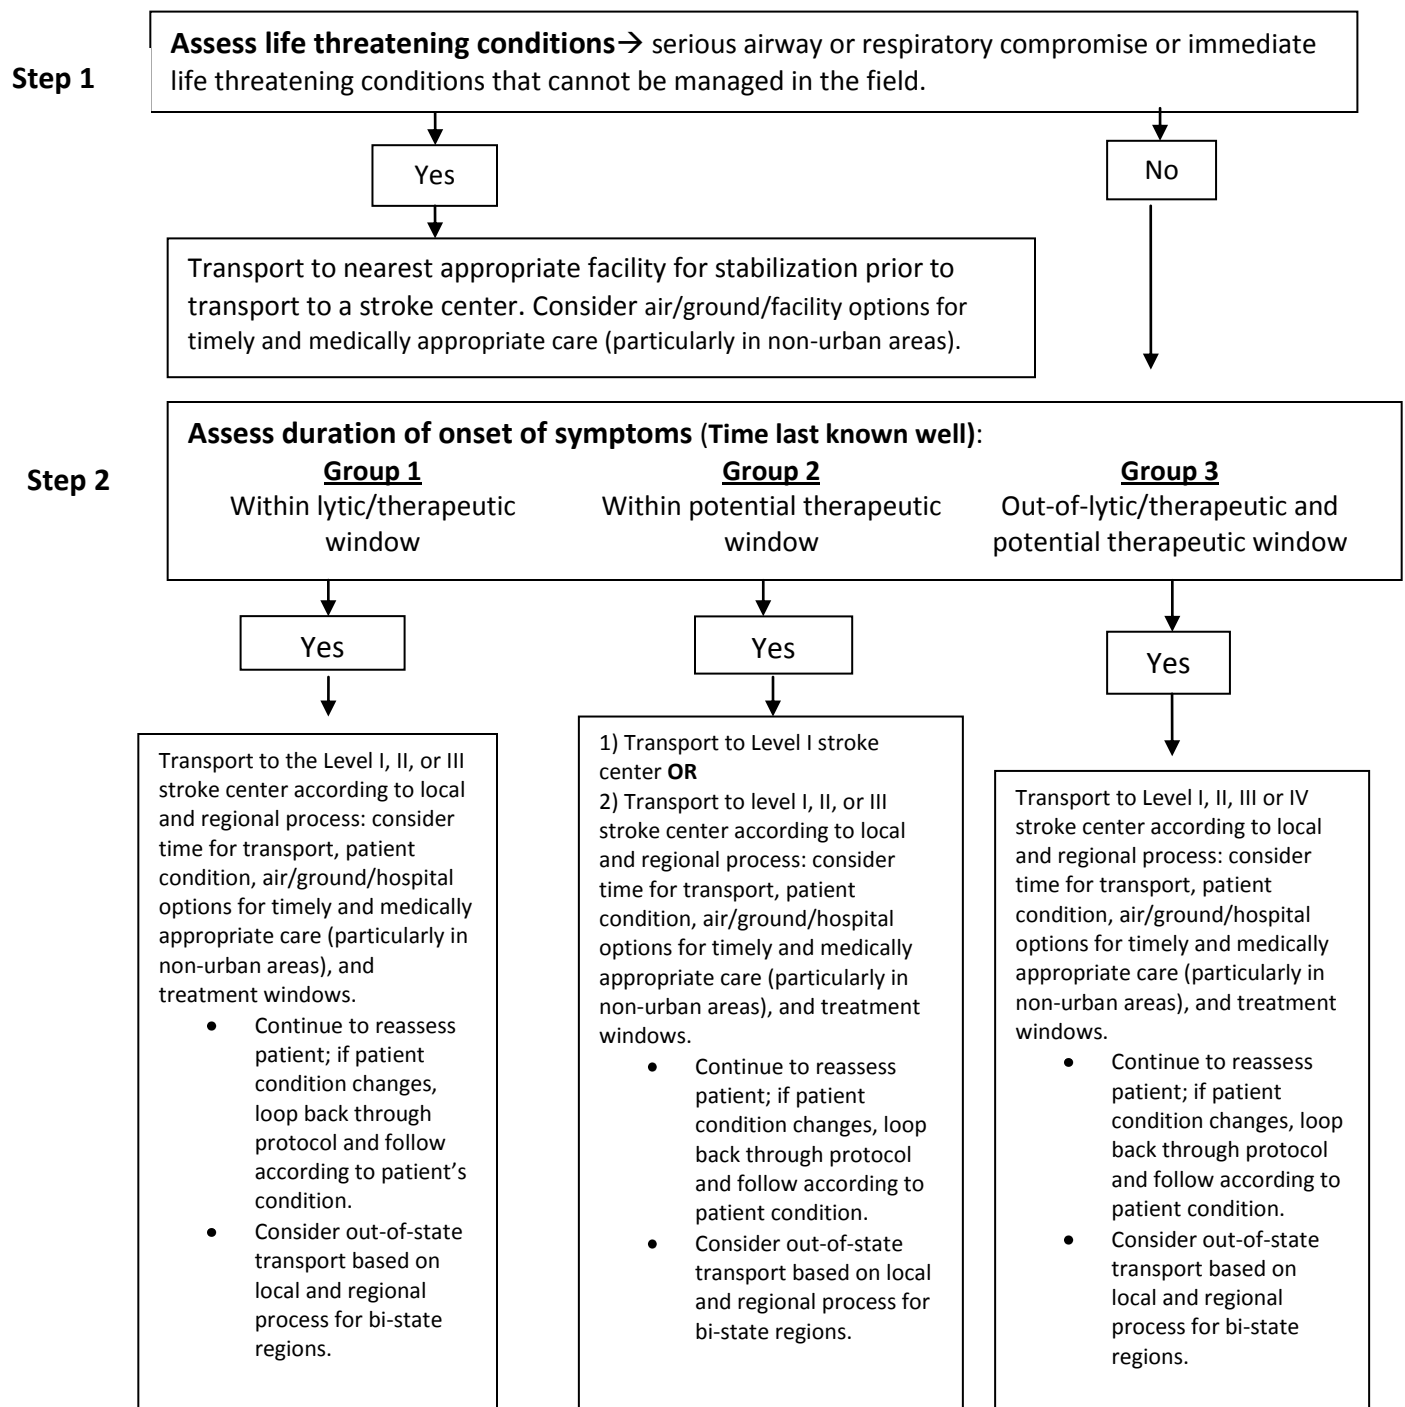 Assess life threatening conditions→ serious airway or respiratory compromise or immediate
life threatening conditions that cannot be managed in the field.
Step 1
Yes
No
Transport to nearest appropriate facility for stabilization prior to
transport to a stroke center. Consider air/ground/facility options for
timely and medically appropriate care (particularly in non-urban areas).
Step 2
Assess duration of onset of symptoms (Time last known well):
Group 1
Within lytic/therapeutic
window
Group 2
Within potential therapeutic
window
Group 3
Out-of-lytic/therapeutic and
potential therapeutic window
Yes
Yes
Yes
Transport to the Level I, II, or III
stroke center according to local
and regional process: consider
time for transport, patient
condition, air/ground/hospital
options for timely and medically
appropriate care (particularly in
non-urban areas), and
treatment windows.
• Continue to reassess
patient; if patient
condition changes,
loop back through
protocol and follow
according to patient’s
condition.
• Consider out-of-state
transport based on
local and regional
process for bi-state
regions.
1) Transport to Level I stroke
center OR
2) Transport to level I, II, or III
stroke center according to local
and regional process: consider
time for transport, patient
condition, air/ground/hospital
options for timely and medically
appropriate care (particularly in
non-urban areas), and treatment
windows.
• Continue to reassess
patient; if patient
condition changes, loop
back through protocol
and follow according to
patient condition.
• Consider out-of-state
transport based on local
and regional process for
bi-state regions.
Transport to Level I, II, III or IV
stroke center according to local
and regional process: consider
time for transport, patient
condition, air/ground/hospital
options for timely and medically
appropriate care (particularly in
non-urban areas), and treatment
windows.
• Continue to reassess
patient; if patient
condition changes, loop
back through protocol
and follow according to
patient condition.
• Consider out-of-state
transport based on
local and regional
process for bi-state
regions.